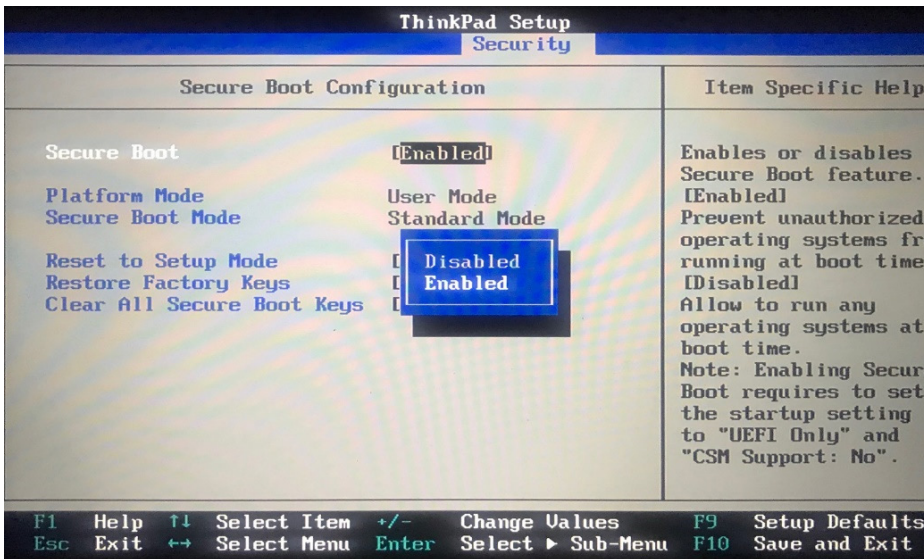 ThinkPad Setup
Security
Secure Boot Configuration
Item Specific Help
Secure Boot [Enabled]
Platform Mode User Mode
Secure Boot Mode Standard Mode
Reset to Setup Mode [
Restore Factory Keys [
Clear All Secure Boot Keys [
Disabled
Enabled
Enables or disables
Secure Boot feature.
[Enabled]
Prevent unauthorized
operating systems fr
running at boot time
[Disabled]
Allow to run any
operating systems at
boot time.
Note: Enabling Secur
Boot requires to set
the startup setting
to "UEFI Only" and
"CSM Support: No".
F1 Help ↑↓ Select Item +/- Change Values F9 Setup Defaults
Esc Exit ↔ Select Menu Enter Select ▶ Sub-Menu F10 Save and Exit